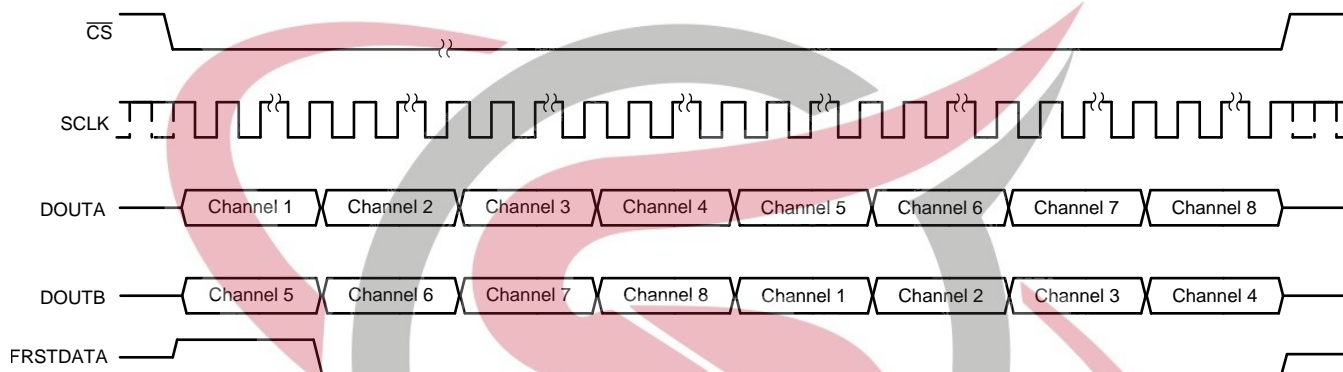 CS
SCLK
DOUTA Channel 1 Channel 2 Channel 3 Channel 4 Channel 5 Channel 6 Channel 7 Channel 8
DOUTB Channel 5 Channel 6 Channel 7 Channel 8 Channel 1 Channel 2 Channel 3 Channel 4
FRSTDATA